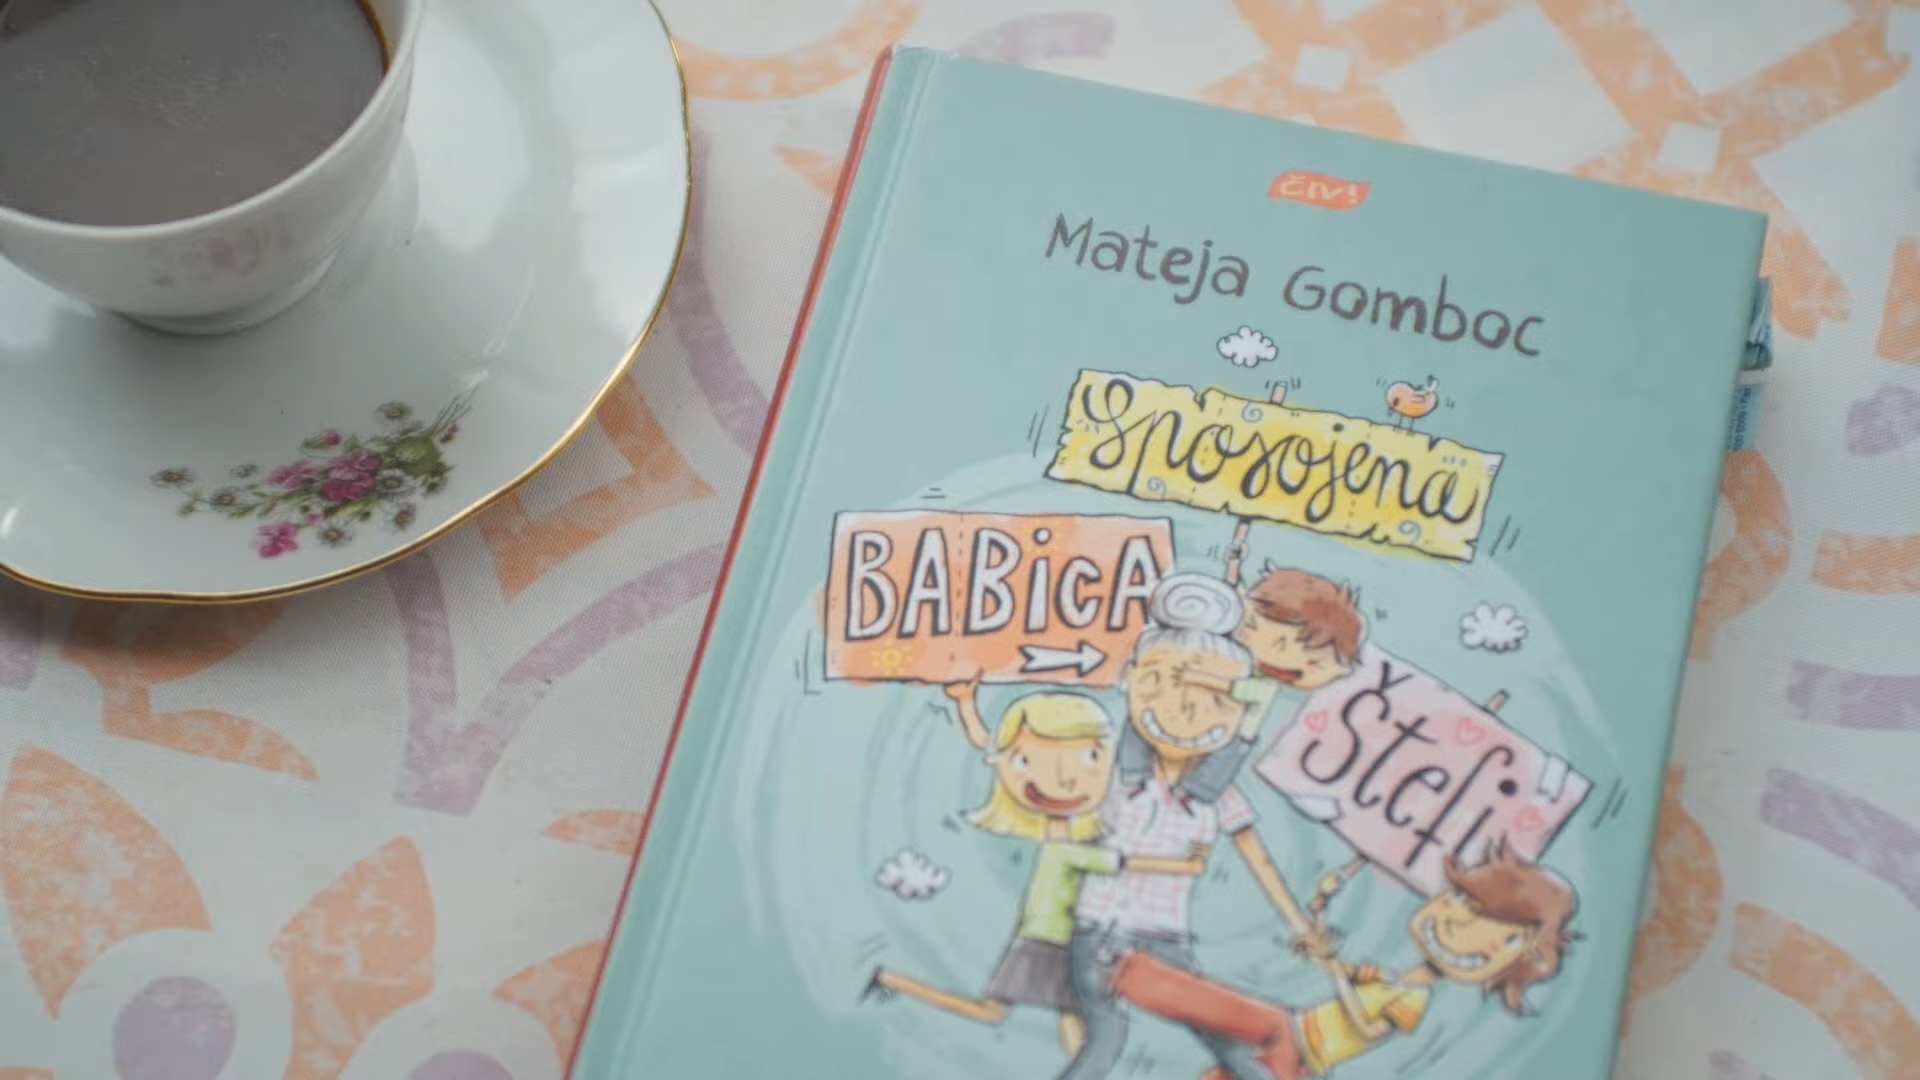 ČIV!
Mateja Gomboc
Sposojena
BABicA
Štefi